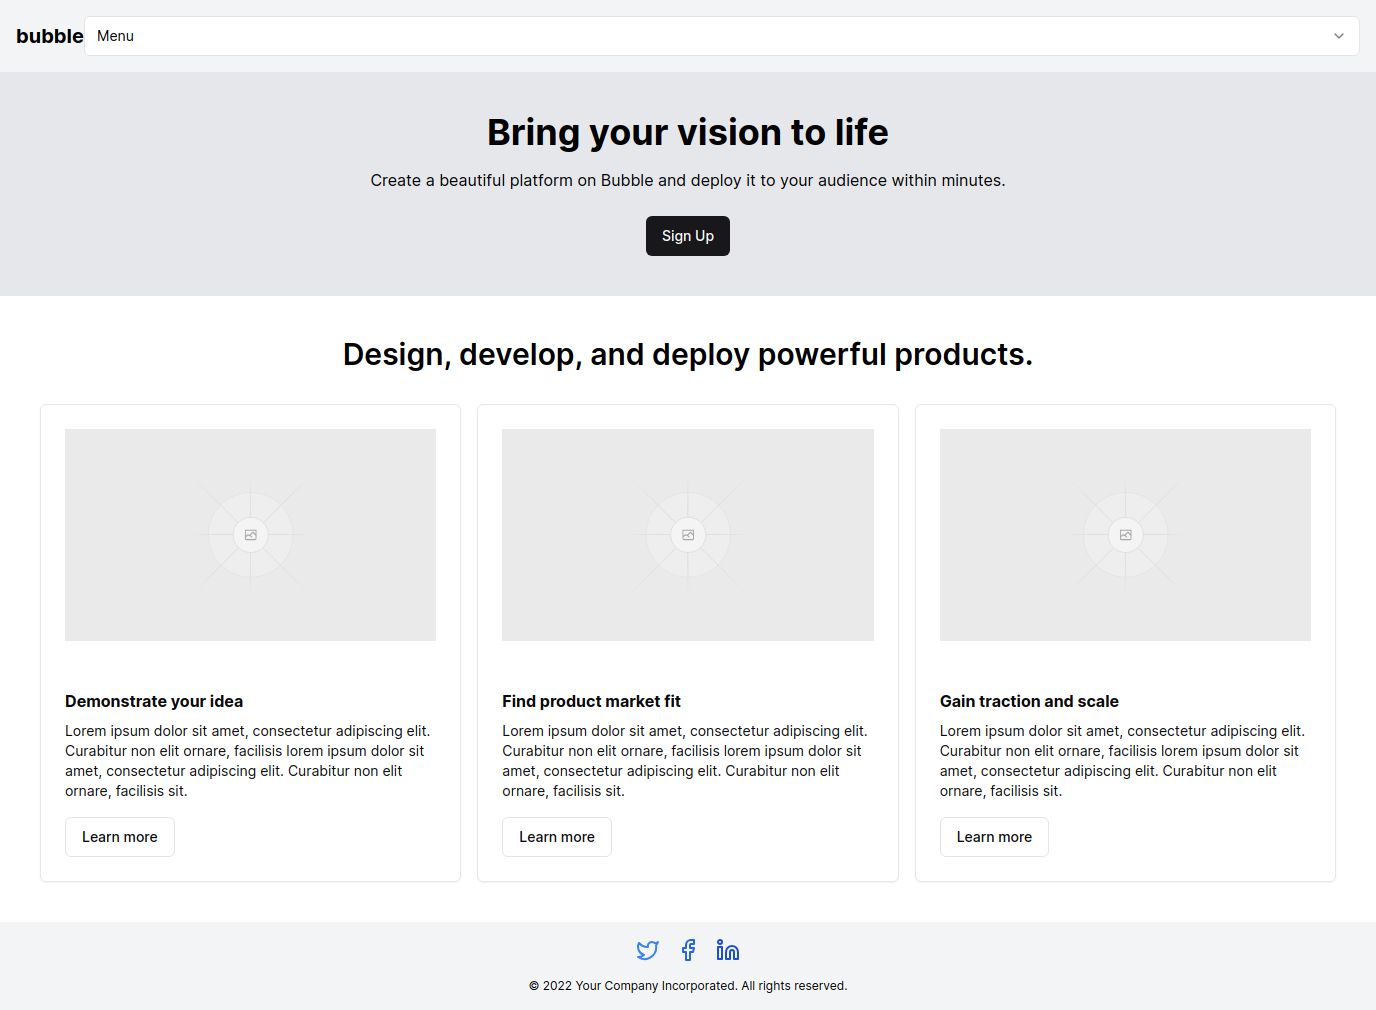 bubble
Menu
Bring your vision to life
Create a beautiful platform on Bubble and deploy it to your audience within minutes.
Sign Up
Design, develop, and deploy powerful products.
Demonstrate your idea
Lorem ipsum dolor sit amet, consectetur adipiscing elit.
Curabitur non elit ornare, facilisis lorem ipsum dolor sit
amet, consectetur adipiscing elit. Curabitur non elit
ornare, facilisis sit.
Learn more
Find product market fit
Lorem ipsum dolor sit amet, consectetur adipiscing elit.
Curabitur non elit ornare, facilisis lorem ipsum dolor sit
amet, consectetur adipiscing elit. Curabitur non elit
ornare, facilisis sit.
Learn more
Gain traction and scale
Lorem ipsum dolor sit amet, consectetur adipiscing elit.
Curabitur non elit ornare, facilisis lorem ipsum dolor sit
amet, consectetur adipiscing elit. Curabitur non elit
ornare, facilisis sit.
Learn more
© 2022 Your Company Incorporated. All rights reserved.